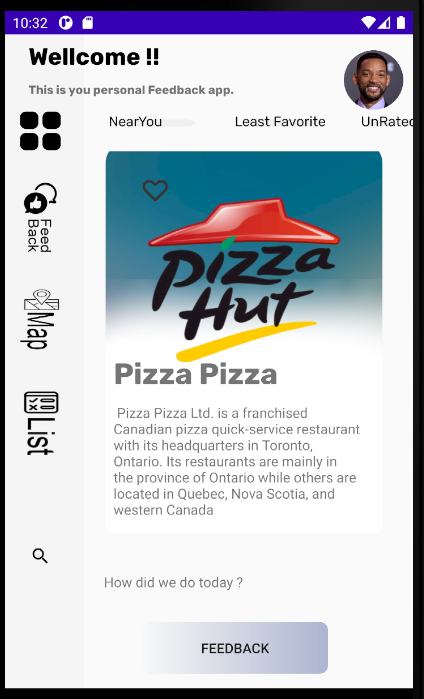 10:32
Wellcome !!
This is you personal Feedback app.
NearYou Least Favorite UnRated
Feed
Back
Map
List
Pizza
Hut
Pizza Pizza
Pizza Pizza Ltd. is a franchised
Canadian pizza quick-service restaurant
with its headquarters in Toronto,
Ontario. Its restaurants are mainly in
the province of Ontario while others are
located in Quebec, Nova Scotia, and
western Canada
How did we do today ?
FEEDBACK